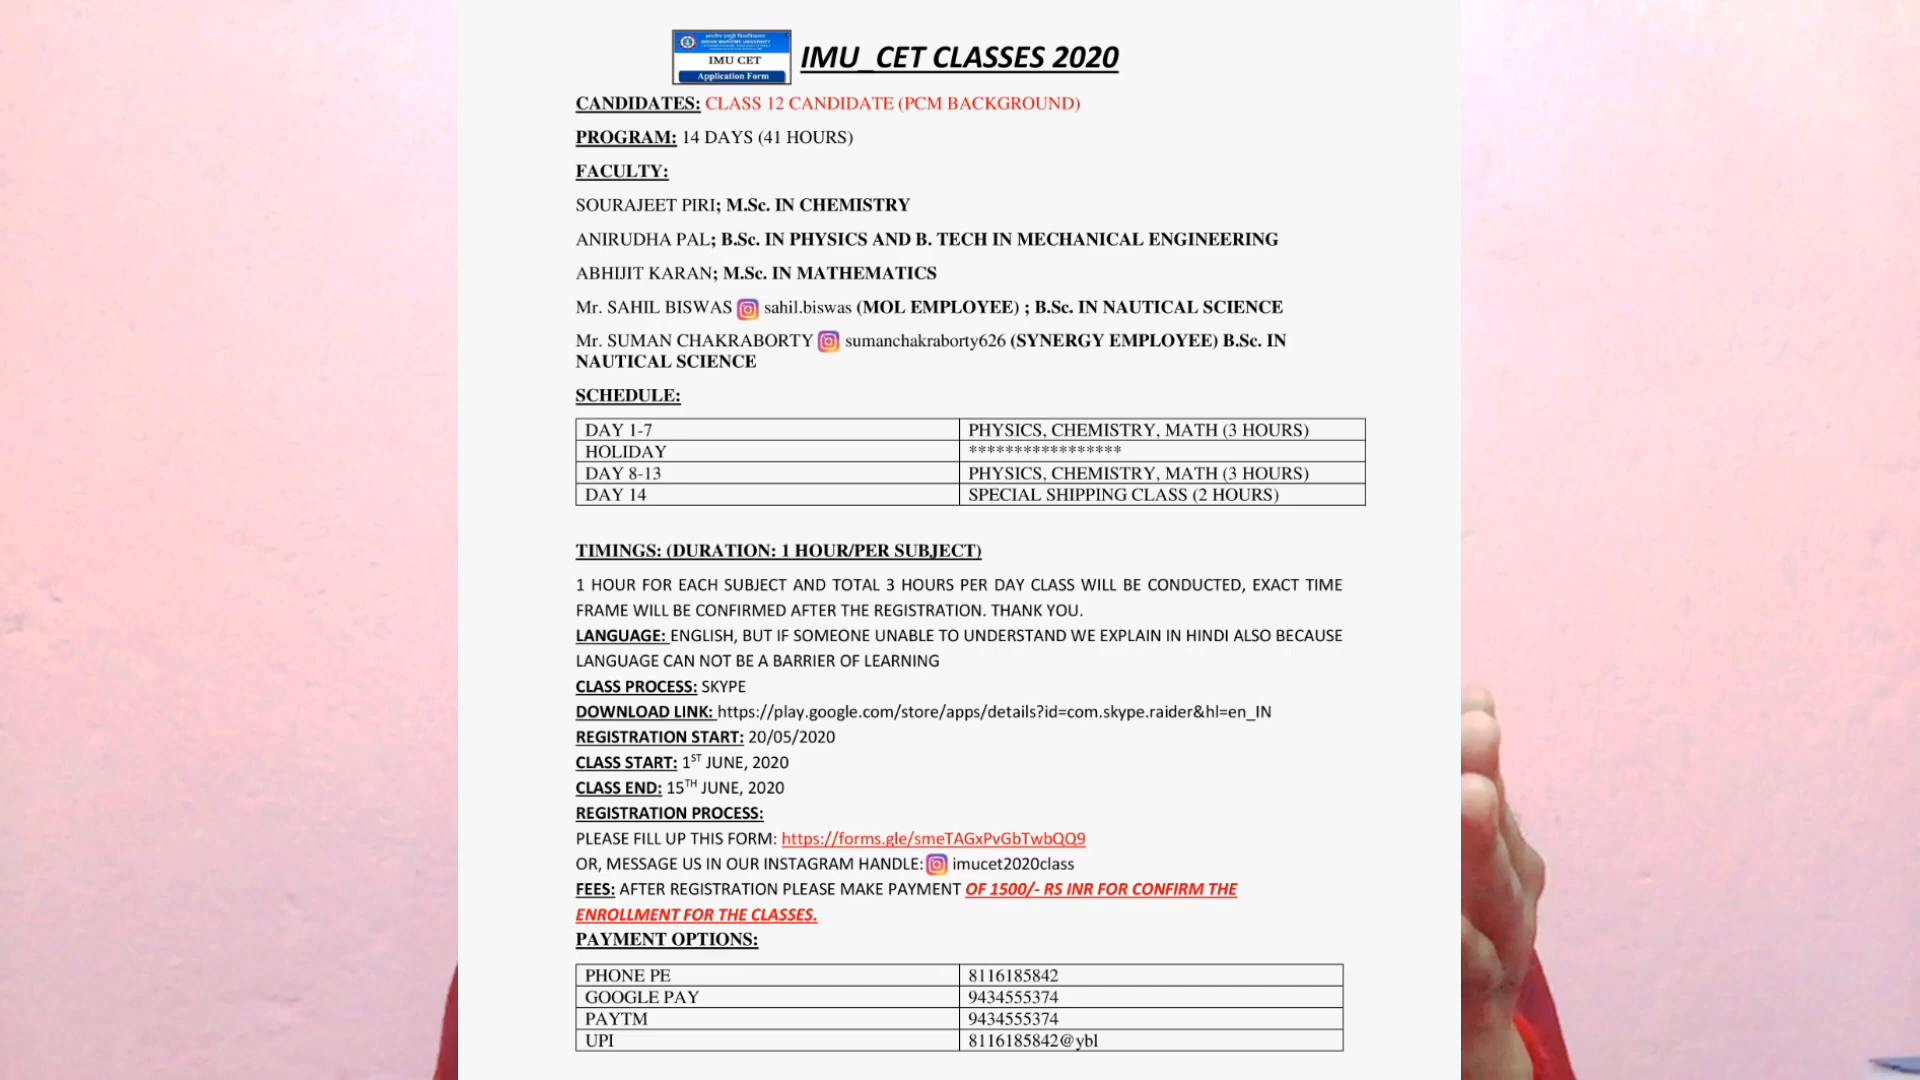 IMU CET
Application Form
IMU_CET CLASSES 2020
CANDIDATES: CLASS 12 CANDIDATE (PCM BACKGROUND)
PROGRAM: 14 DAYS (41 HOURS)
FACULTY:
SOURAJEET PIRI; M.Sc. IN CHEMISTRY
ANIRUDHA PAL; B.Sc. IN PHYSICS AND B. TECH IN MECHANICAL ENGINEERING
ABHIJIT KARAN; M.Sc. IN MATHEMATICS
Mr. SAHIL BISWAS sahil.biswas (MOL EMPLOYEE) ; B.Sc. IN NAUTICAL SCIENCE
Mr. SUMAN CHAKRABORTY sumanchakraborty626 (SYNERGY EMPLOYEE) B.Sc. IN
NAUTICAL SCIENCE
SCHEDULE:
DAY 1-7 PHYSICS, CHEMISTRY, MATH (3 HOURS)
HOLIDAY *****************
DAY 8-13 PHYSICS, CHEMISTRY, MATH (3 HOURS)
DAY 14 SPECIAL SHIPPING CLASS (2 HOURS)
TIMINGS: (DURATION: 1 HOUR/PER SUBJECT)
1 HOUR FOR EACH SUBJECT AND TOTAL 3 HOURS PER DAY CLASS WILL BE CONDUCTED, EXACT TIME
FRAME WILL BE CONFIRMED AFTER THE REGISTRATION. THANK YOU.
LANGUAGE: ENGLISH, BUT IF SOMEONE UNABLE TO UNDERSTAND WE EXPLAIN IN HINDI ALSO BECAUSE
LANGUAGE CAN NOT BE A BARRIER OF LEARNING
CLASS PROCESS: SKYPE
DOWNLOAD LINK: https://play.google.com/store/apps/details?id=com.skype.raider&hl=en_IN
REGISTRATION START: 20/05/2020
CLASS START: 1ST JUNE, 2020
CLASS END: 15TH JUNE, 2020
REGISTRATION PROCESS:
PLEASE FILL UP THIS FORM: https://forms.gle/smeTAGxPvGbTwbQQ9
OR, MESSAGE US IN OUR INSTAGRAM HANDLE: imucet2020class
FEES: AFTER REGISTRATION PLEASE MAKE PAYMENT OF 1500/- RS INR FOR CONFIRM THE
ENROLLMENT FOR THE CLASSES.
PAYMENT OPTIONS:
PHONE PE 8116185842
GOOGLE PAY 9434555374
PAYTM 9434555374
UPI 8116185842@ybl